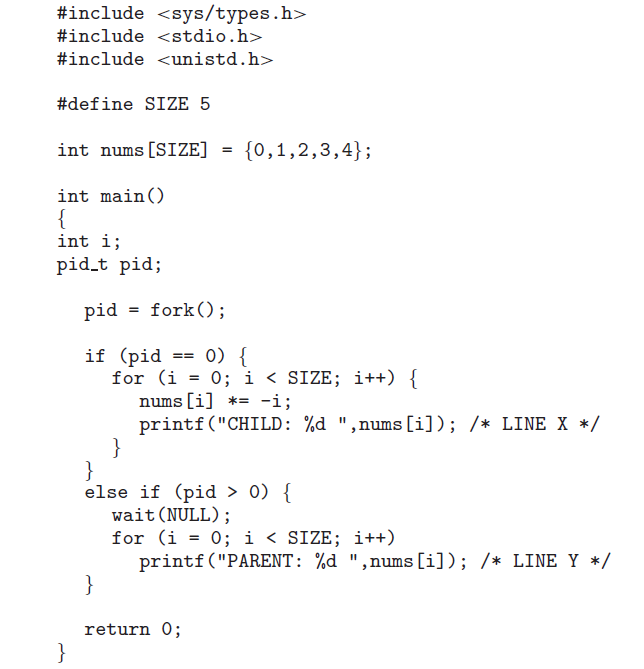 #include <sys/types.h>
#include <stdio.h>
#include <unistd.h>
#define SIZE 5
int nums[SIZE] = {0,1,2,3,4};
int main()
{
int i;
pid_t pid;
pid = fork();
if (pid == 0) {
for (i = 0; i < SIZE; i++) {
nums[i] *= -i;
printf("CHILD: %d ",nums[i]); /* LINE X */
}
}
else if (pid > 0) {
wait(NULL);
for (i = 0; i < SIZE; i++)
printf("PARENT: %d ",nums[i]); /* LINE Y */
}
return 0;
}